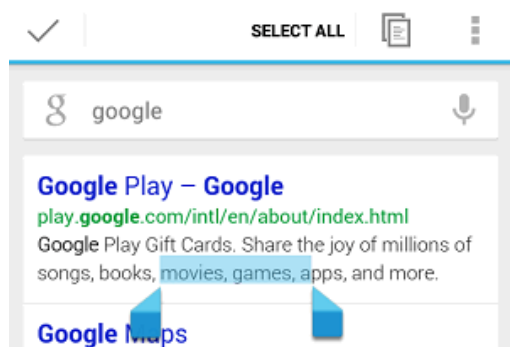 SELECT ALL
g google
Google Play – Google
play.google.com/intl/en/about/index.html
Google Play Gift Cards. Share the joy of millions of
songs, books, movies, games, apps, and more.
Google Maps